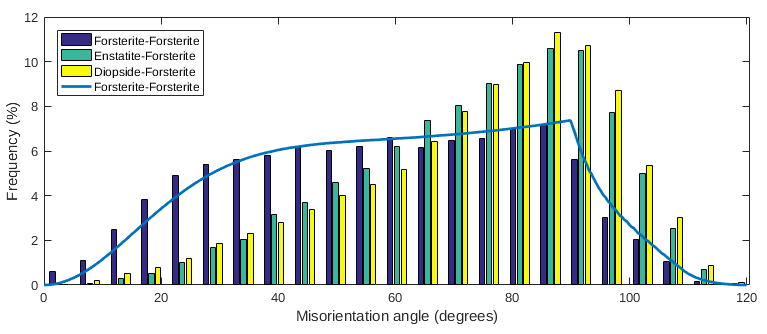 12
10
8
6
4
2
0
Frequency (%)
Forsterite-Forsterite
Enstatite-Forsterite
Diopside-Forsterite
Forsterite-Forsterite
0 20 40 60 80 100 120
Misorientation angle (degrees)